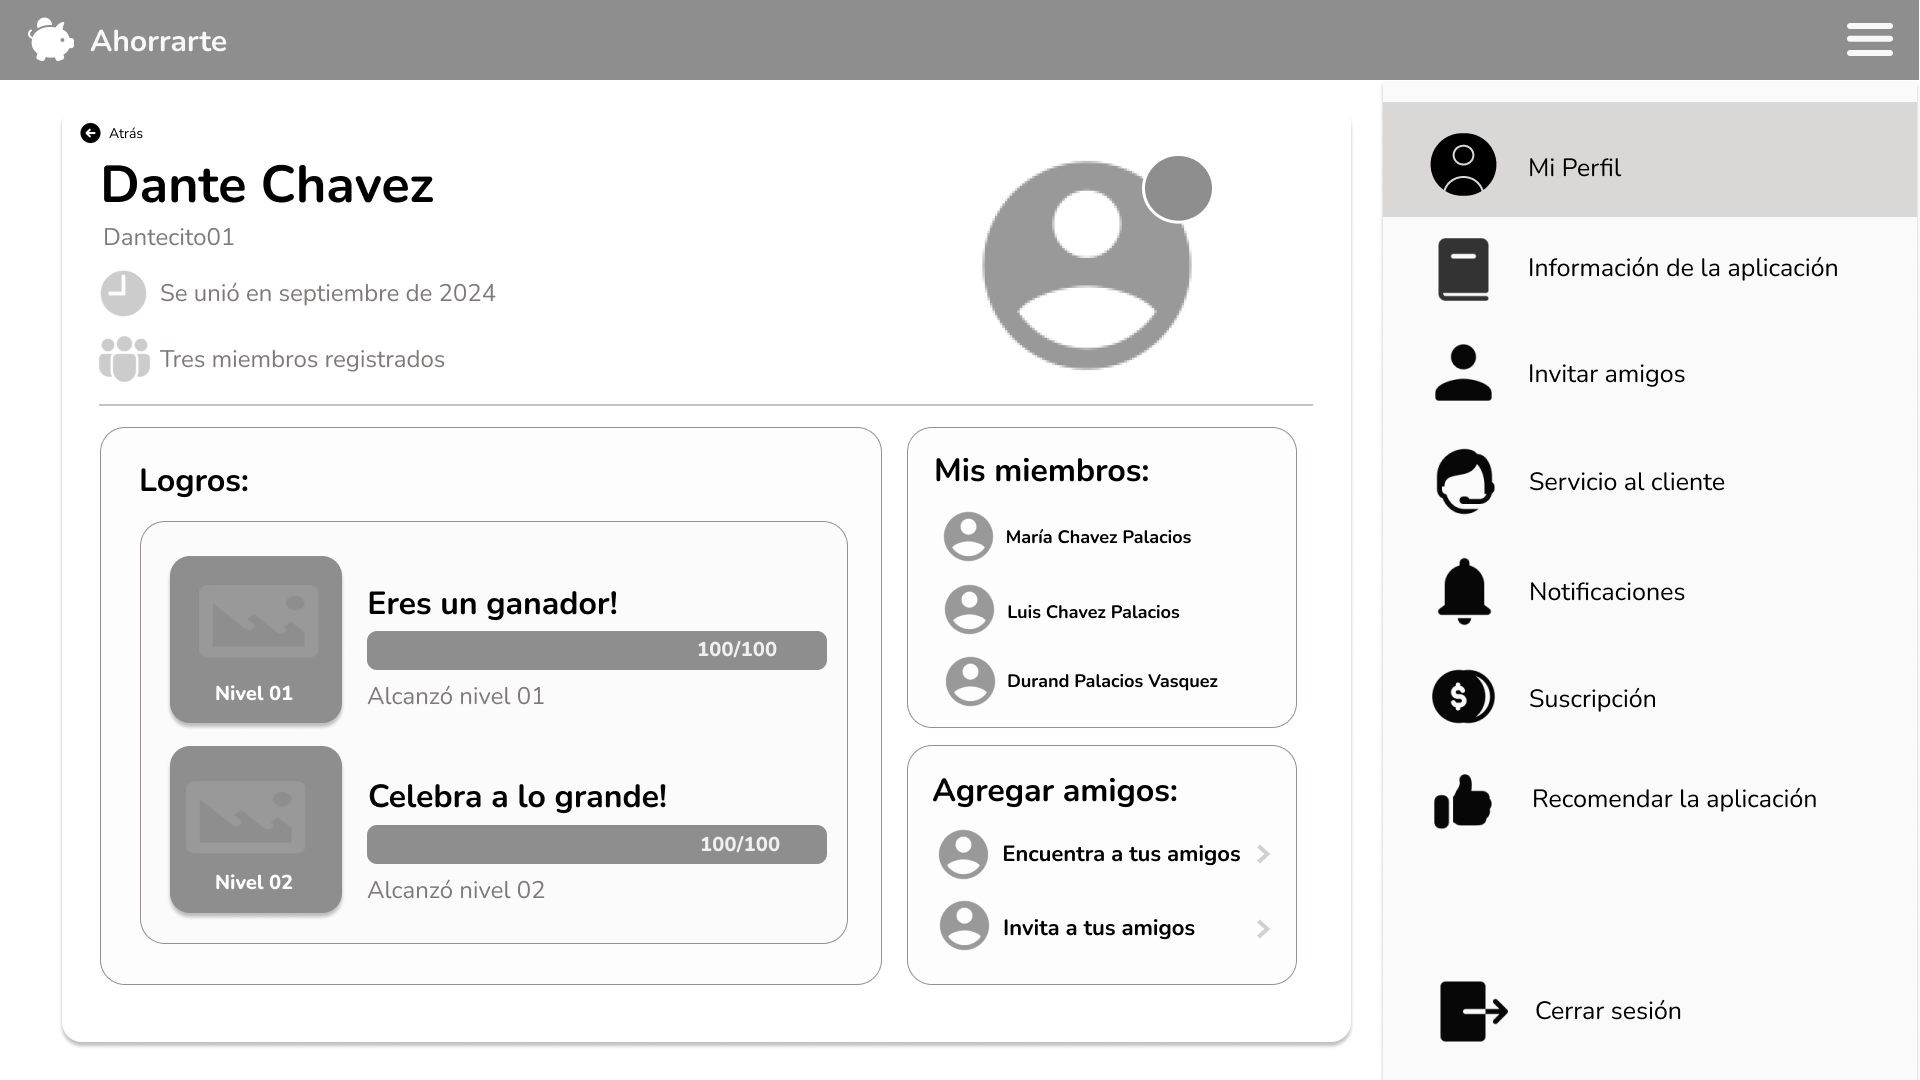 Ahorrarte
Atrás
Dante Chavez
Dantecito01
Se unió en septiembre de 2024
Tres miembros registrados
Logros:
Eres un ganador!
100/100
Nivel 01
Alcanzó nivel 01
Celebra a lo grande!
100/100
Nivel 02
Alcanzó nivel 02
Mis miembros:
María Chavez Palacios
Luis Chavez Palacios
Durand Palacios Vasquez
Agregar amigos:
Encuentra a tus amigos
Invita a tus amigos
Mi Perfil
Información de la aplicación
Invitar amigos
Servicio al cliente
Notificaciones
Suscripción
Recomendar la aplicación
Cerrar sesión